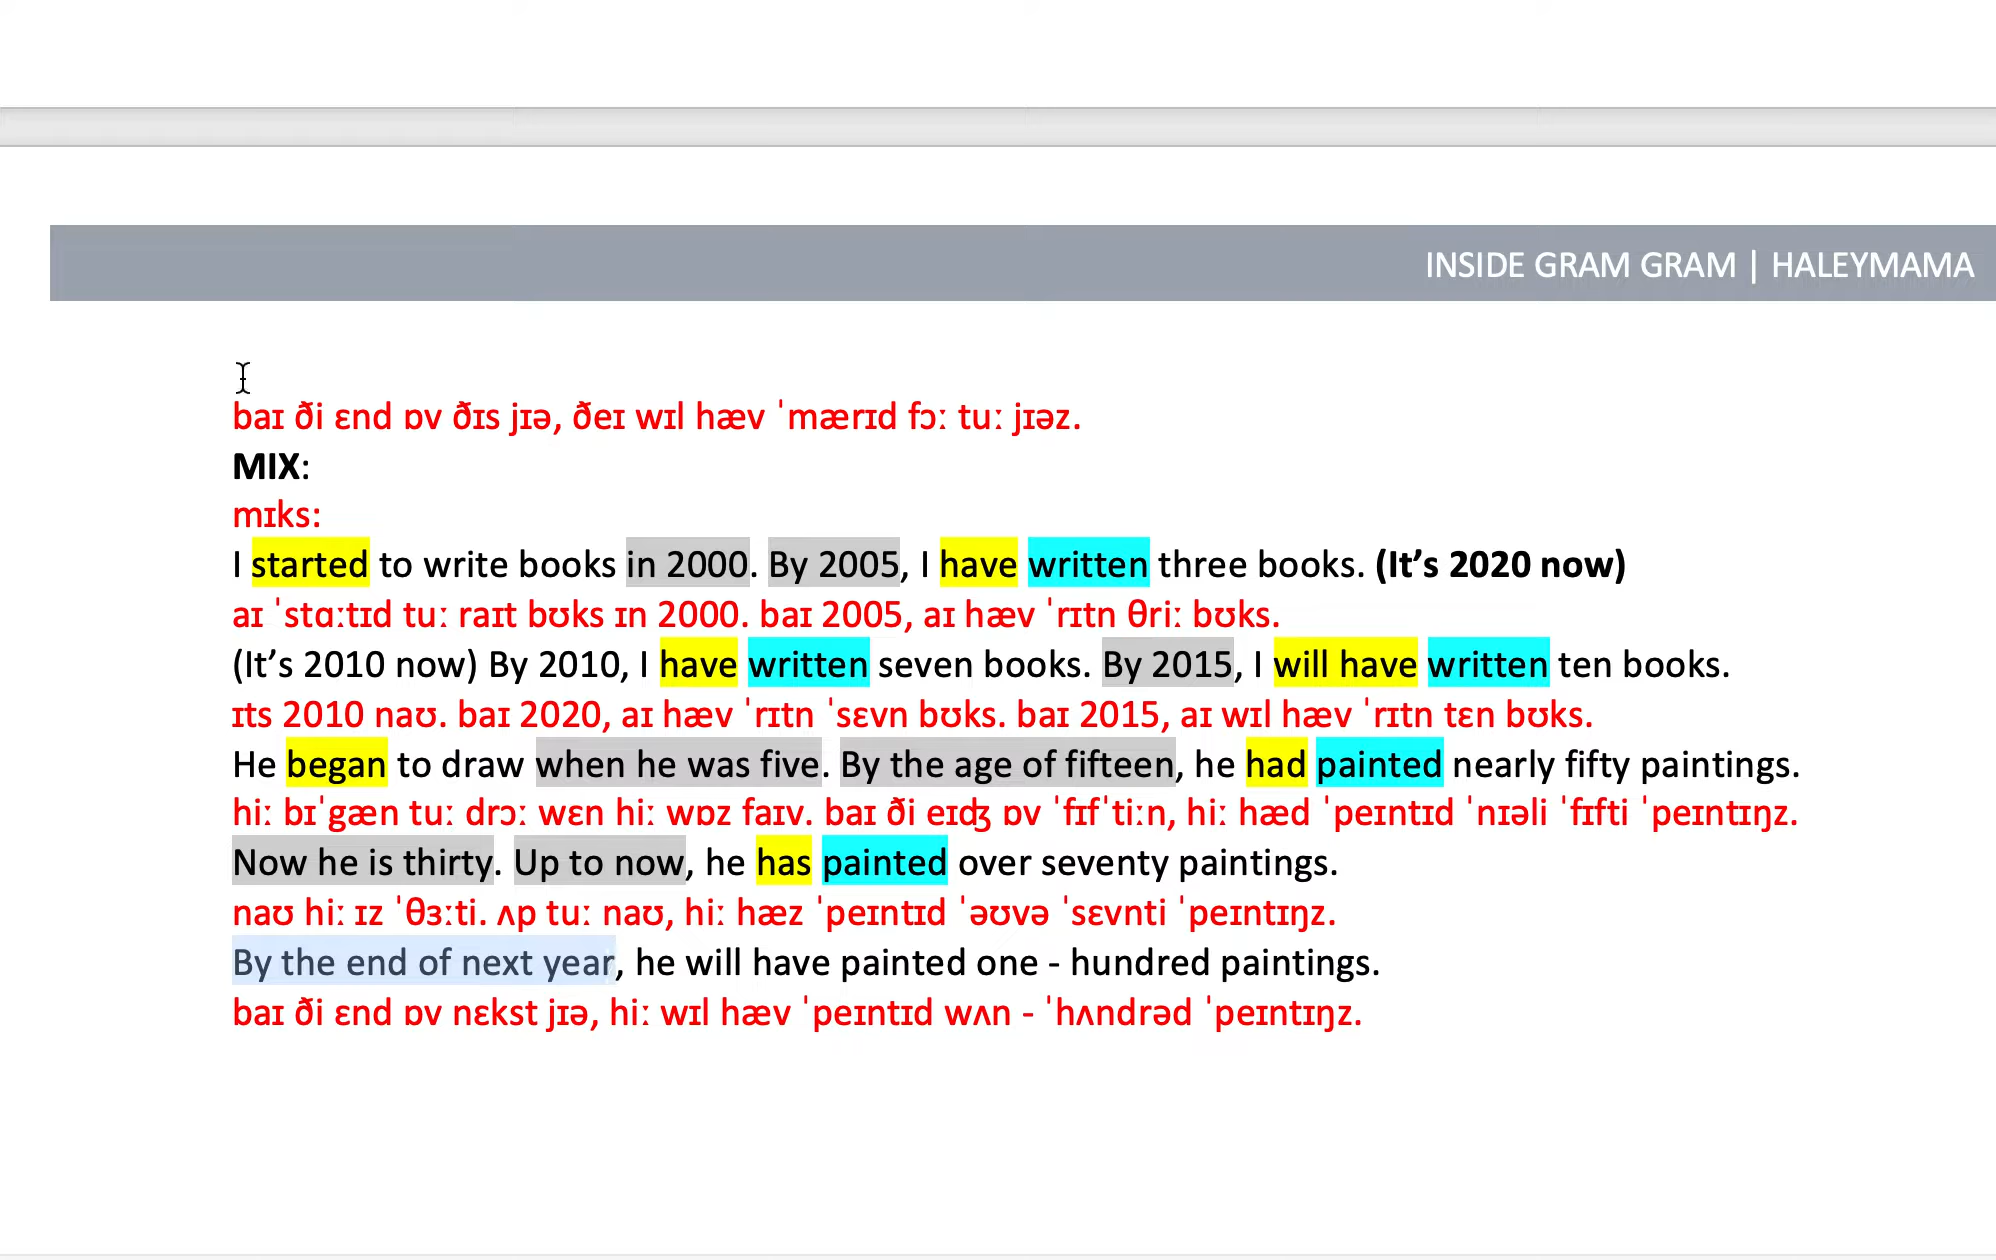 INSIDE GRAM GRAM | HALEYMAMA
baɪ ði ɛnd ɒv ðɪs jɪə, ðeɪ wɪl hæv ˈmærɪd fɔː tuː jɪəz.
MIX:
mɪks:
I started to write books in 2000. By 2005, I have written three books. (It’s 2020 now)
aɪ ˈstɑːtɪd tuː raɪt bʊks ɪn 2000. baɪ 2005, aɪ hæv ˈrɪtn θriː bʊks.
(It’s 2010 now) By 2010, I have written seven books. By 2015, I will have written ten books.
ɪts 2010 naʊ. baɪ 2020, aɪ hæv ˈrɪtn ˈsɛvn bʊks. baɪ 2015, aɪ wɪl hæv ˈrɪtn tɛn bʊks.
He began to draw when he was five. By the age of fifteen, he had painted nearly fifty paintings.
hiː bɪˈgæn tuː drɔː wɛn hiː wɒz faɪv. baɪ ði eɪʤ ɒv ˈfɪfˈtiːn, hiː hæd ˈpeɪntɪd ˈnɪəli ˈfɪfti ˈpeɪntɪŋz.
Now he is thirty. Up to now, he has painted over seventy paintings.
naʊ hiː ɪz ˈθɜːti. ʌp tuː naʊ, hiː hæz ˈpeɪntɪd ˈəʊvə ˈsɛvnti ˈpeɪntɪŋz.
By the end of next year, he will have painted one - hundred paintings.
baɪ ði ɛnd ɒv nɛkst jɪə, hiː wɪl hæv ˈpeɪntɪd wʌn - ˈhʌndrəd ˈpeɪntɪŋz.